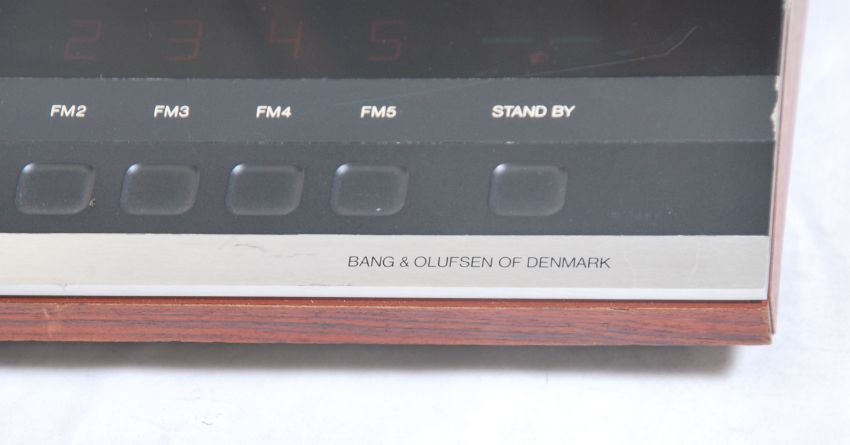 2 3 4 5
FM2 FM3 FM4 FM5 STAND BY
BANG & OLUFSEN OF DENMARK